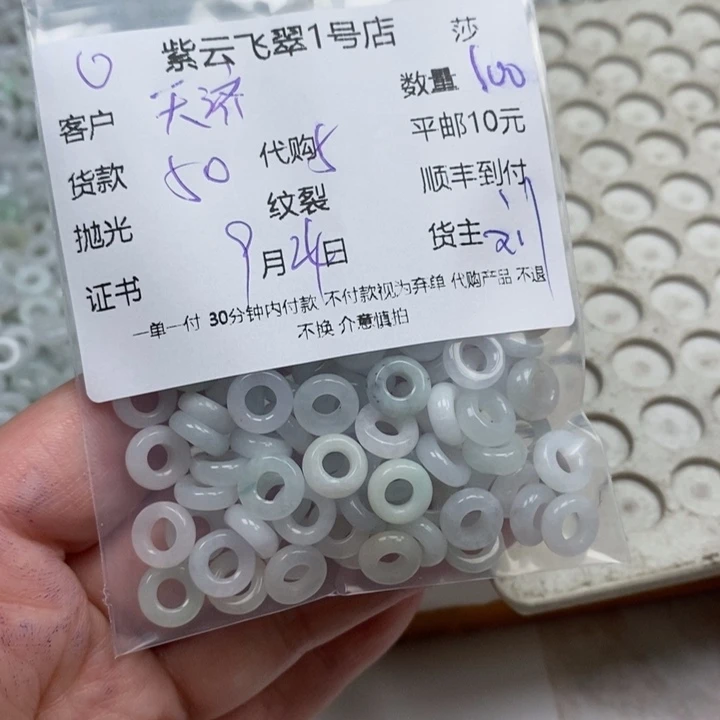 紫云飞翠1号店 莎
客户 天济 数量 100
货款 50 代购 5 平邮10元
抛光 纹裂 顺丰到付
证书 9月24日 货主
一单一付 30分钟内付款 不付款视为弃单 代购产品 不退
不换 介意慎拍